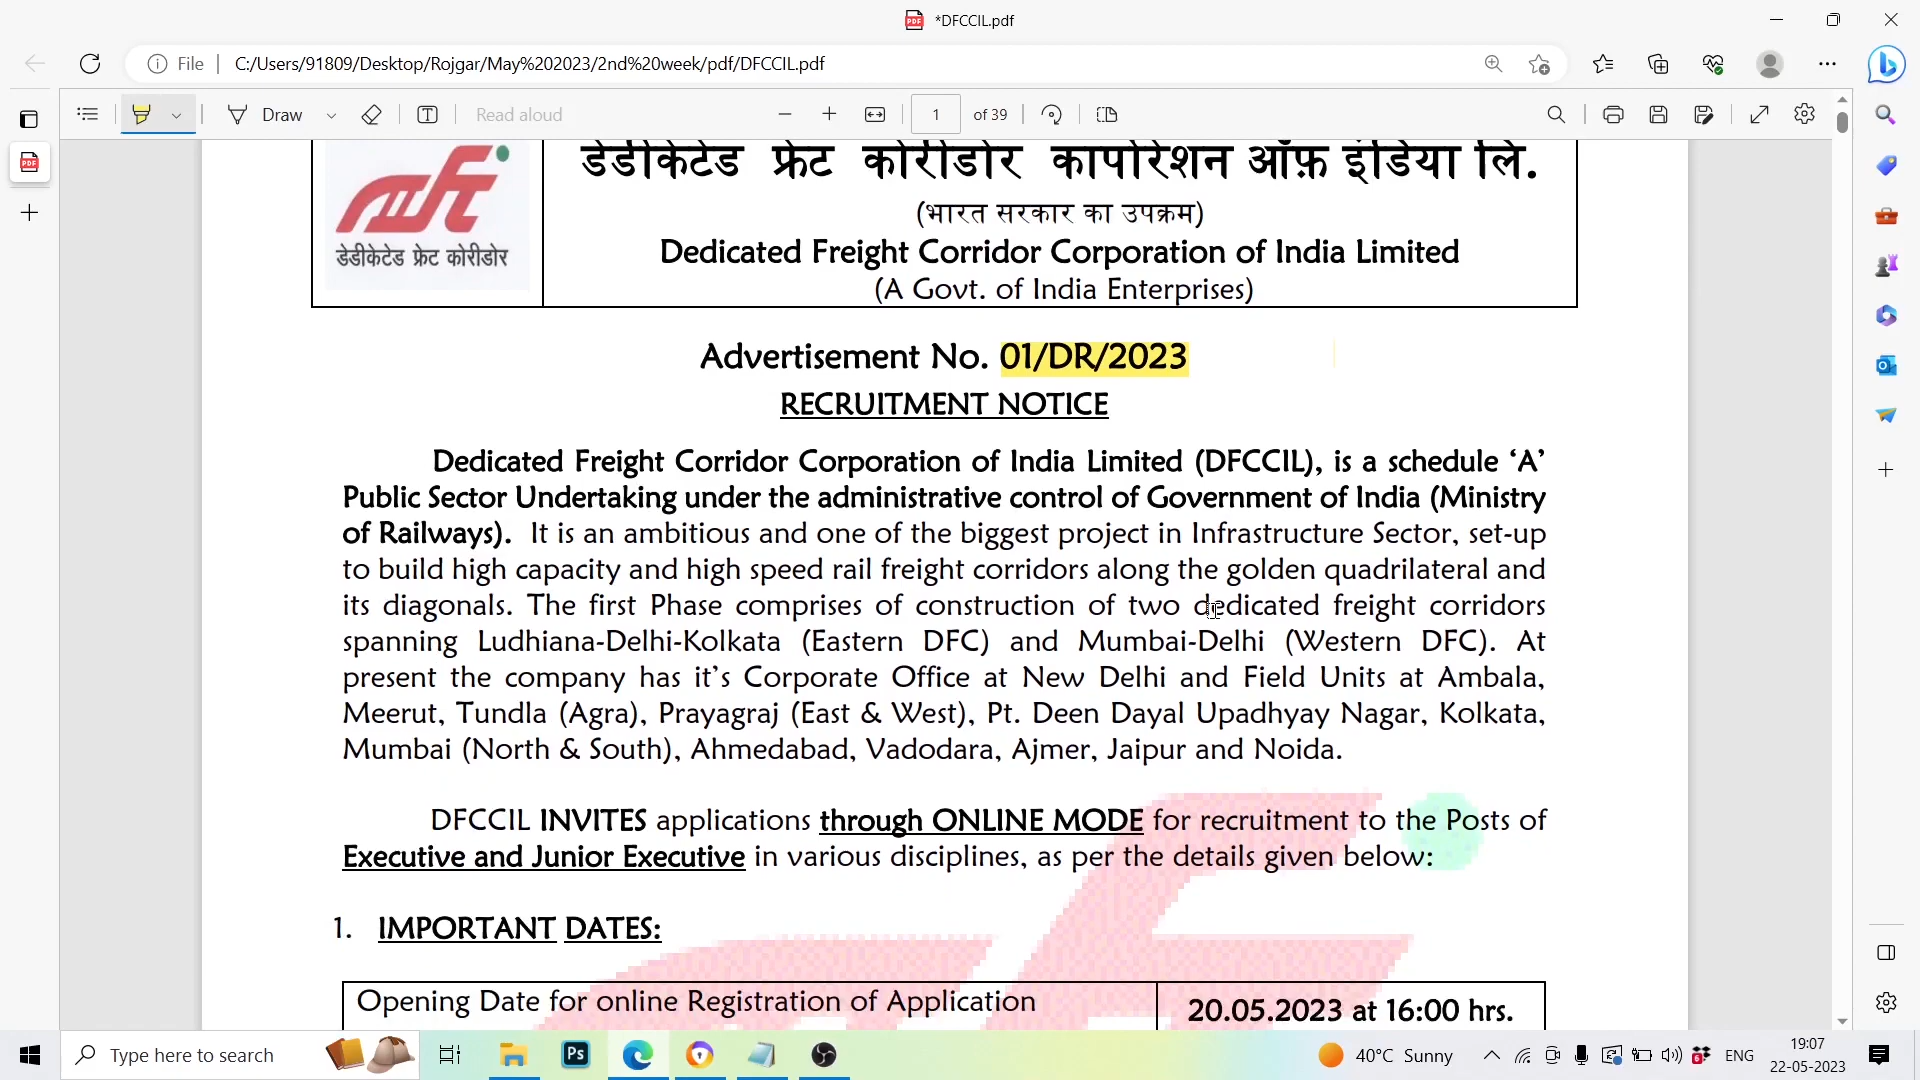 *DFCCIL.pdf
File
C:/Users/91809/Desktop/Rojgar/May%202023/2nd%20week/pdf/DFCCIL.pdf
Draw
Read aloud
1
of 39
डेडीकेटेड फ्रेट कोरीडोर कार्पोरेशन ऑफ़ इंडिया लि.
(भारत सरकार का उपक्रम)
डेडीकेटेड फ्रेट कोरीडोर
Dedicated Freight Corridor Corporation of India Limited
(A Govt. of India Enterprises)
Advertisement No. 01/DR/2023
RECRUITMENT NOTICE
Dedicated Freight Corridor Corporation of India Limited (DFCCIL), is a schedule ‘A’
Public Sector Undertaking under the administrative control of Government of India (Ministry
of Railways). It is an ambitious and one of the biggest project in Infrastructure Sector, set-up
to build high capacity and high speed rail freight corridors along the golden quadrilateral and
its diagonals. The first Phase comprises of construction of two dedicated freight corridors
spanning Ludhiana-Delhi-Kolkata (Eastern DFC) and Mumbai-Delhi (Western DFC). At
present the company has it’s Corporate Office at New Delhi and Field Units at Ambala,
Meerut, Tundla (Agra), Prayagraj (East & West), Pt. Deen Dayal Upadhyay Nagar, Kolkata,
Mumbai (North & South), Ahmedabad, Vadodara, Ajmer, Jaipur and Noida.
DFCCIL INVITES applications through ONLINE MODE for recruitment to the Posts of
Executive and Junior Executive in various disciplines, as per the details given below:
1. IMPORTANT DATES:
Opening Date for online Registration of Application
20.05.2023 at 16:00 hrs.
Type here to search
Ps
40°C Sunny
ENG
19:07
22-05-2023